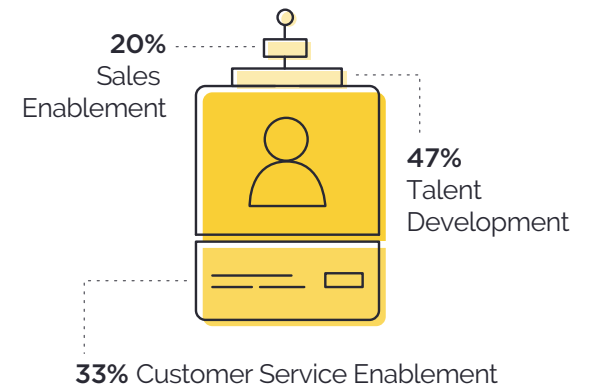 20%
Sales
Enablement
47%
Talent
Development
33% Customer Service Enablement